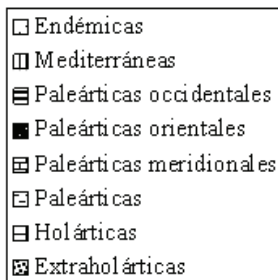 Endémicas
Mediterráneas
Paleárticas occidentales
Paleárticas orientales
Paleárticas meridionales
Paleárticas
Holárticas
Extraholárticas